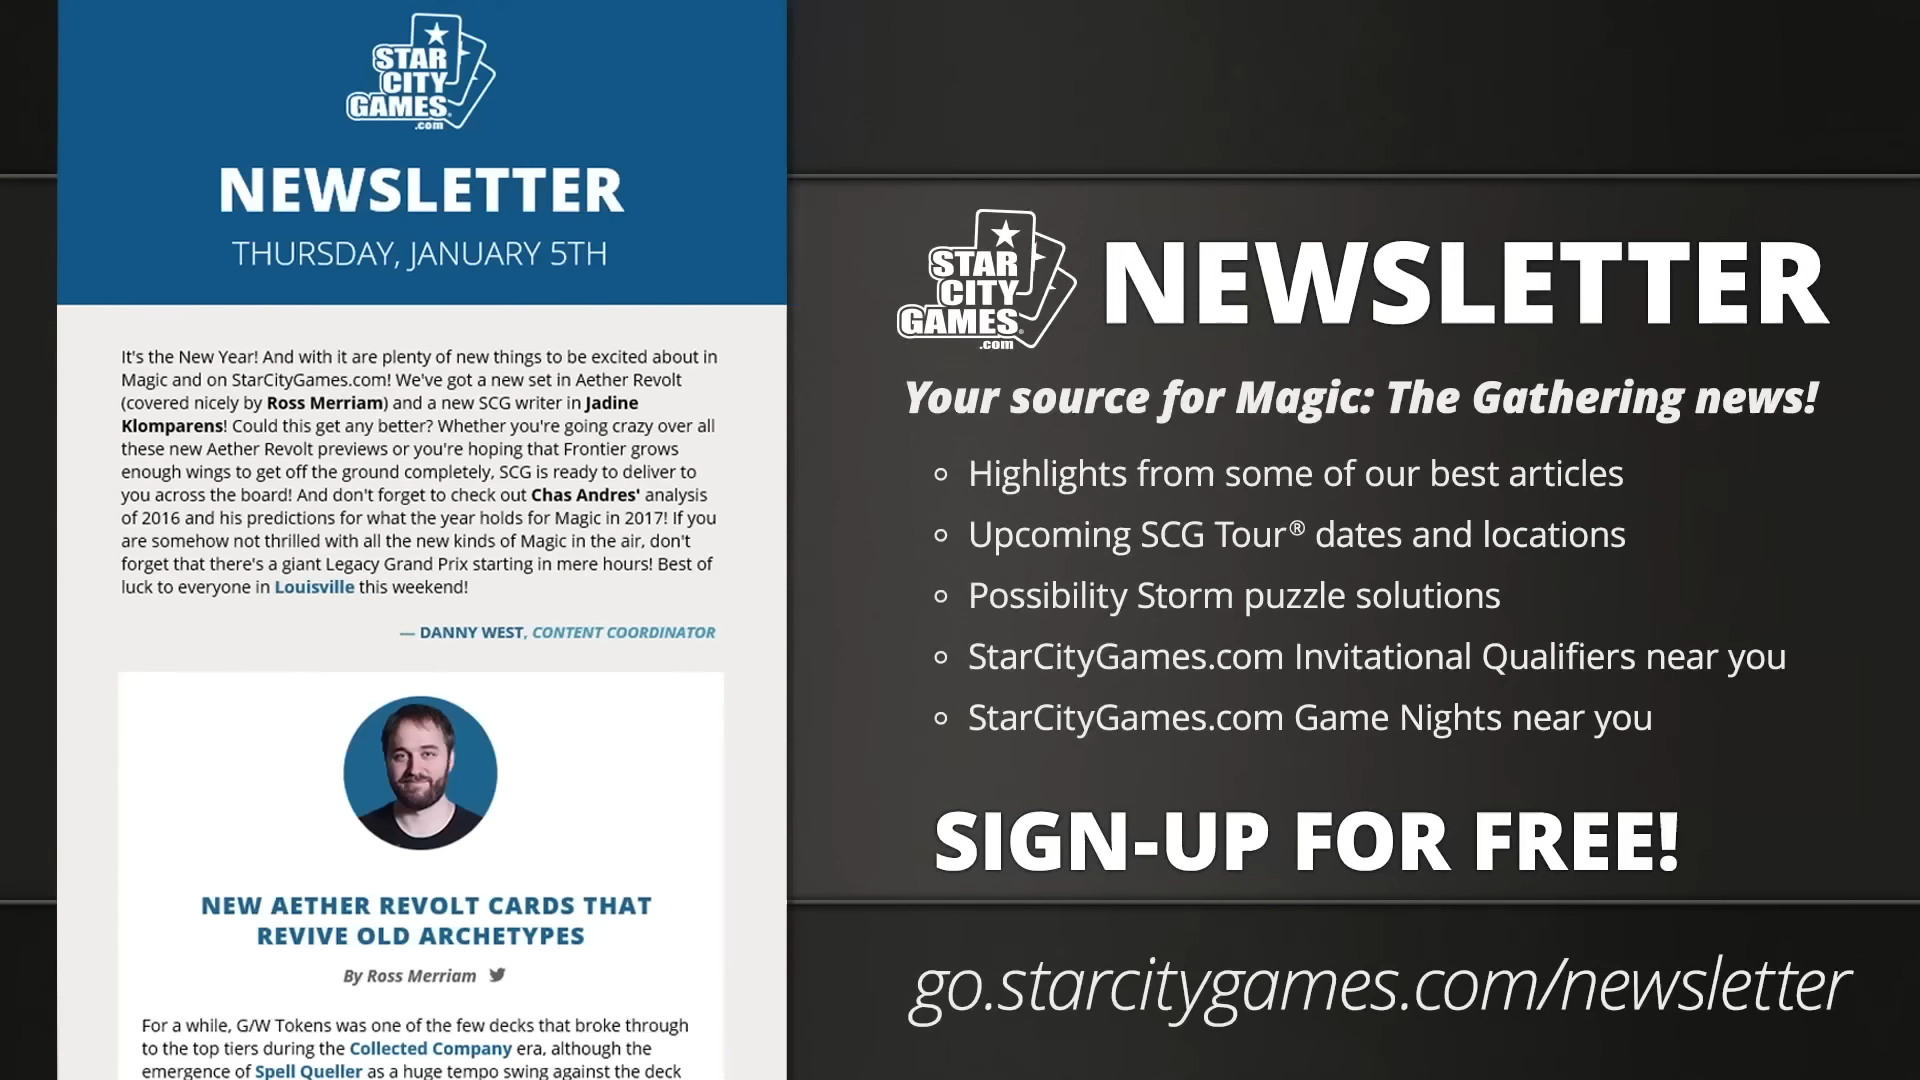 STAR
CITY
GAMES®
.com
NEWSLETTER
THURSDAY, JANUARY 5TH
It's the New Year! And with it are plenty of new things to be excited about in
Magic and on StarCityGames.com! We've got a new set in Aether Revolt
(covered nicely by Ross Merriam) and a new SCG writer in Jadine
Klomparens! Could this get any better? Whether you're going crazy over all
these new Aether Revolt previews or you're hoping that Frontier grows
enough wings to get off the ground completely, SCG is ready to deliver to
you across the board! And don't forget to check out Chas Andres' analysis
of 2016 and his predictions for what the year holds for Magic in 2017! If you
are somehow not thrilled with all the new kinds of Magic in the air, don't
forget that there's a giant Legacy Grand Prix starting in mere hours! Best of
luck to everyone in Louisville this weekend!
— DANNY WEST, CONTENT COORDINATOR
NEW AETHER REVOLT CARDS THAT
REVIVE OLD ARCHETYPES
By Ross Merriam
For a while, G/W Tokens was one of the few decks that broke through
to the top tiers during the Collected Company era, although the
emergence of Spell Queller as a huge tempo swing against the deck
STAR
CITY
GAMES®
.com
NEWSLETTER
Your source for Magic: The Gathering news!
Highlights from some of our best articles
Upcoming SCG Tour® dates and locations
Possibility Storm puzzle solutions
StarCityGames.com Invitational Qualifiers near you
StarCityGames.com Game Nights near you
SIGN-UP FOR FREE!
go.starcitygames.com/newsletter